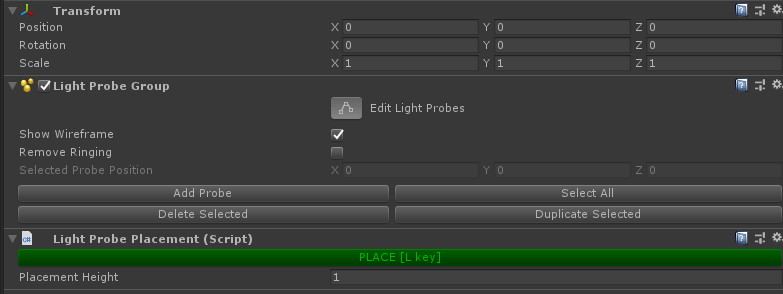 Transform
Position X 0 Y 0 Z 0
Rotation X 0 Y 0 Z 0
Scale X 1 Y 1 Z 1
Light Probe Group
Edit Light Probes
Show Wireframe
Remove Ringing
Selected Probe Position X 0 Y 0 Z 0
Add Probe Select All
Delete Selected Duplicate Selected
C# Light Probe Placement (Script)
PLACE [L key]
Placement Height 1